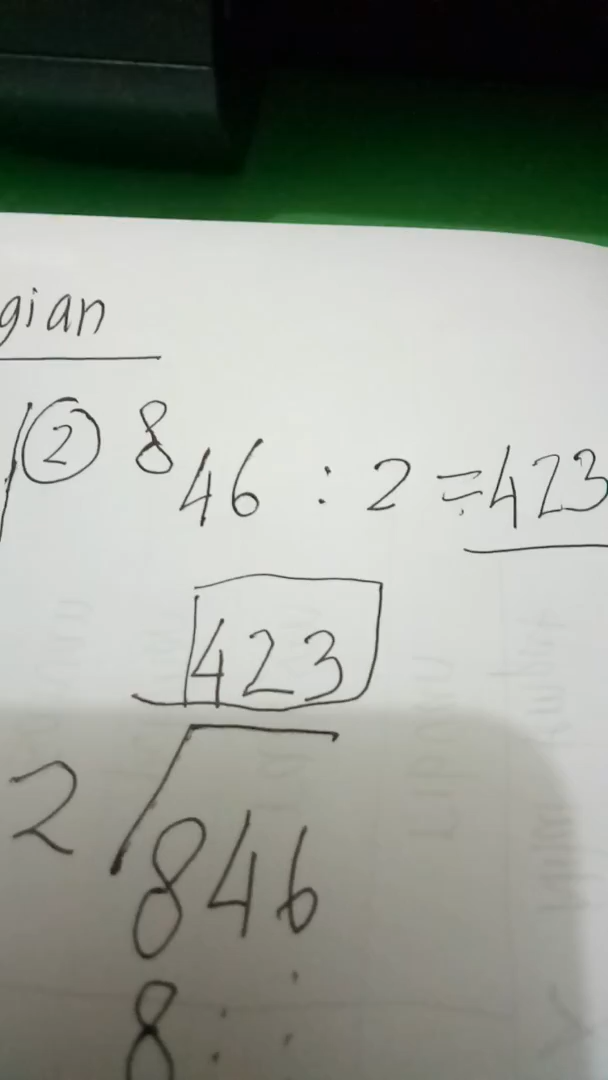 gian
② 846 : 2 = 423
423
2 846
8 : :